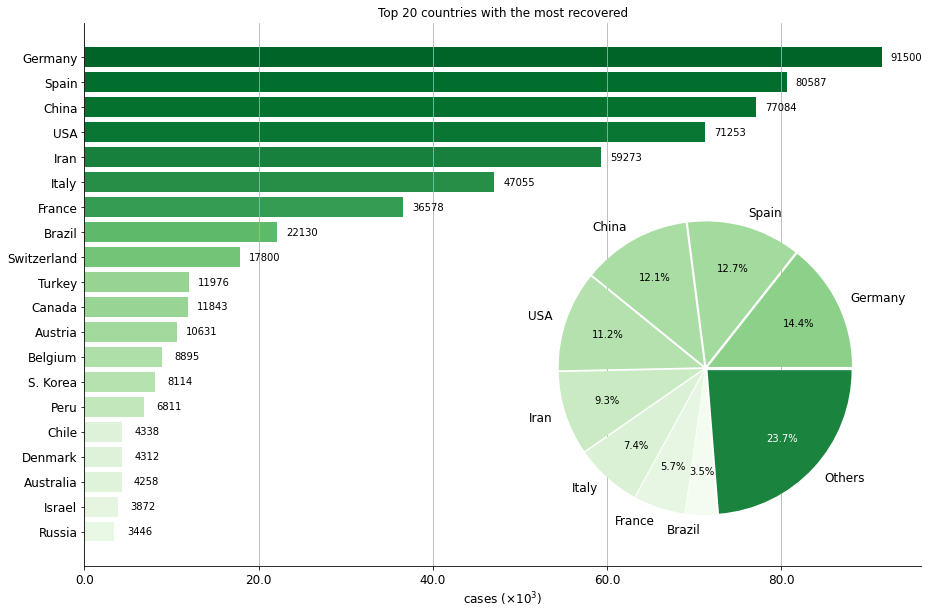 Top 20 countries with the most recovered
Germany 91500
Spain 80587
China 77084
USA 71253
Iran 59273
Italy 47055
France 36578
Brazil 22130
Switzerland 17800
Turkey 11976
Canada 11843
Austria 10631
Belgium 8895
S. Korea 8114
Peru 6811
Chile 4338
Denmark 4312
Australia 4258
Israel 3872
Russia 3446
0.0 20.0 40.0 60.0 80.0
cases (×10³)
Germany 14.4%
Spain 12.7%
China 12.1%
USA 11.2%
Iran 9.3%
Italy 7.4%
France 5.7%
Brazil 3.5%
Others 23.7%